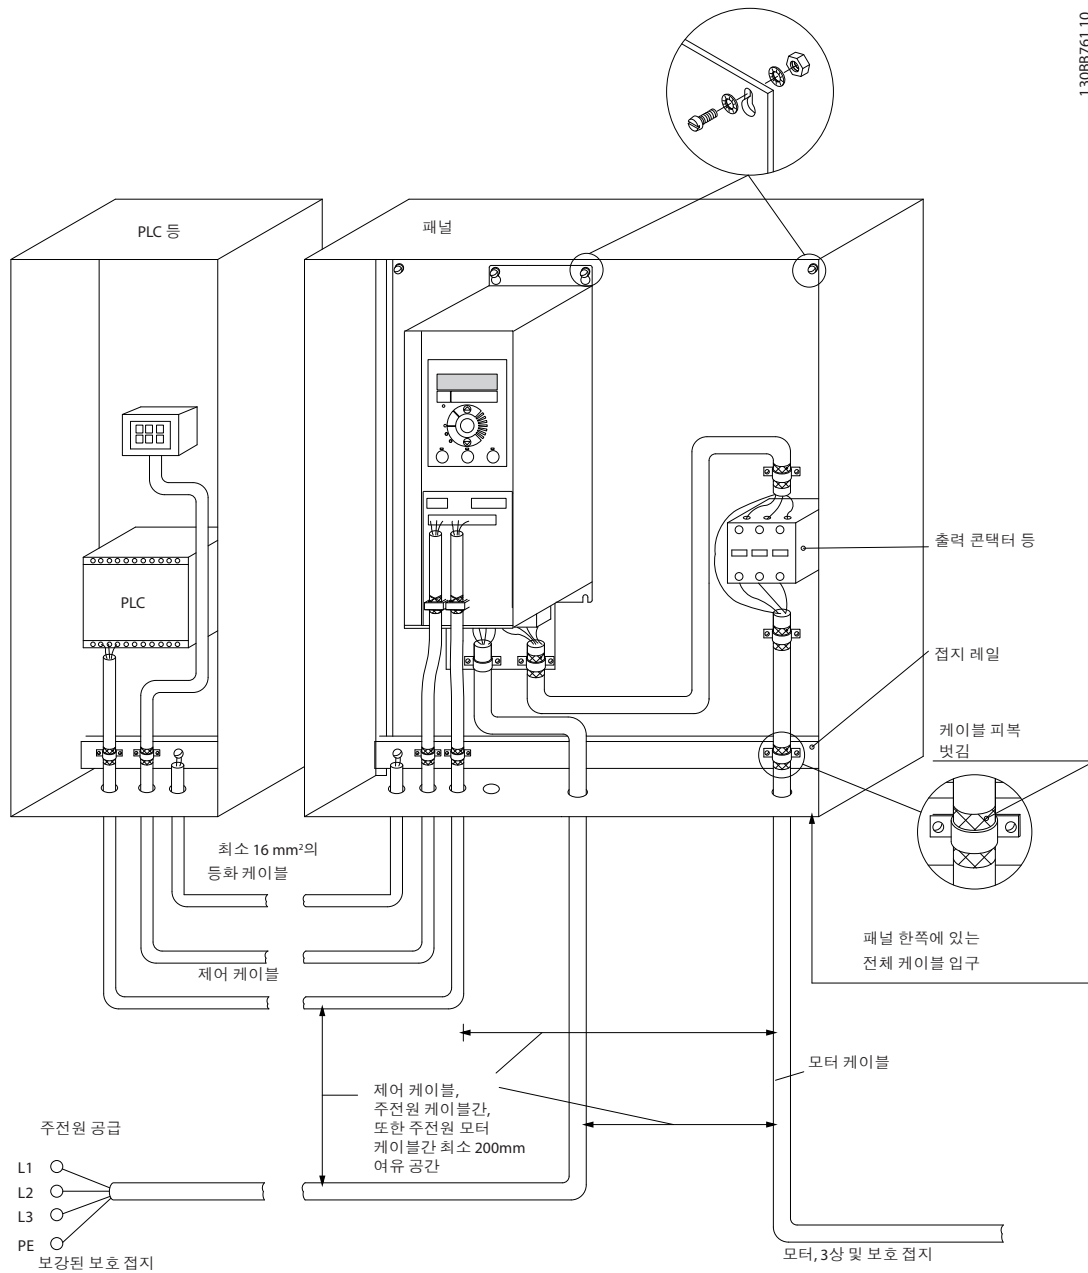 130BB761.10
PLC 등
패널
PLC
출력 콘택터 등
접지 레일
케이블 피복
벗김
최소 16 mm²의
등화 케이블
패널 한쪽에 있는
전체 케이블 입구
제어 케이블
모터 케이블
제어 케이블,
주전원 케이블간,
또한 주전원 모터
케이블간 최소 200mm
여유 공간
주전원 공급
L1
L2
L3
PE
보강된 보호 접지
모터, 3상 및 보호 접지